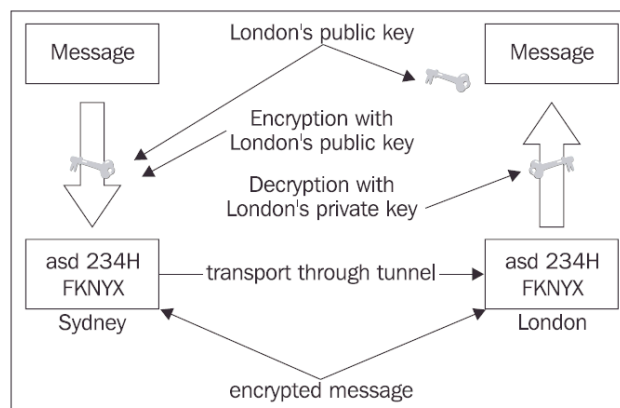 London's public key
Message
Message
Encryption with
London's public key
Decryption with
London's private key
asd 234H
FKNYX
transport through tunnel
asd 234H
FKNYX
Sydney
London
encrypted message